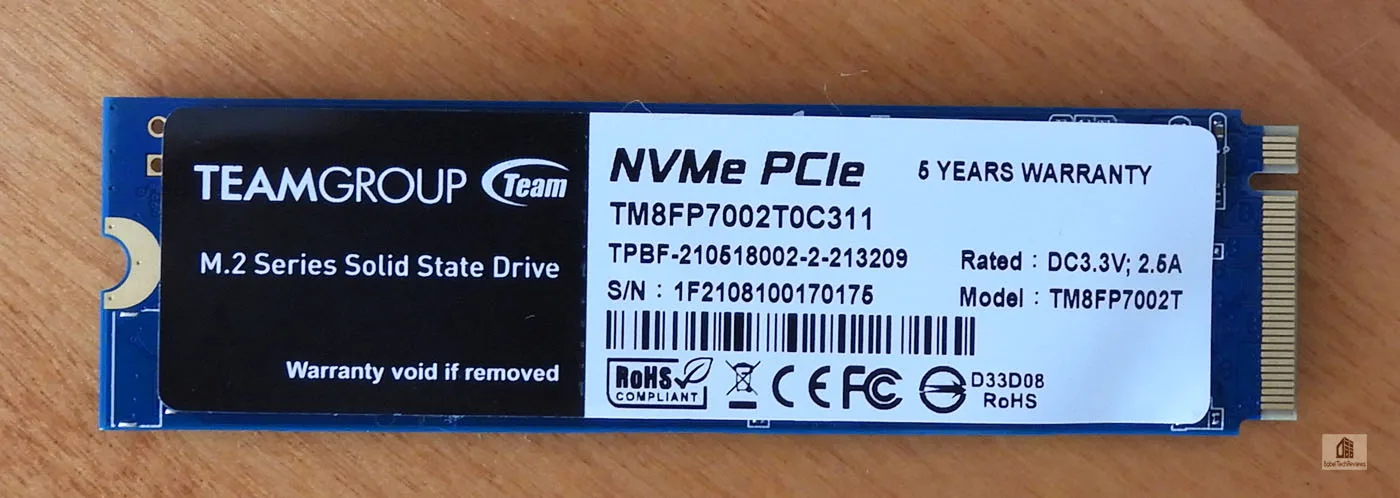 TEAMGROUP Team
M.2 Series Solid State Drive
Warranty void if removed
NVMe PCIe
5 YEARS WARRANTY
TM8FP7002T0C311
TPBF-210518002-2-213209
Rated : DC3.3V; 2.5A
S/N : 1F2108100170175
Model : TM8FP7002T
RoHS
COMPLIANT
CE FC
D33D08
RoHS
BabelTechReviews